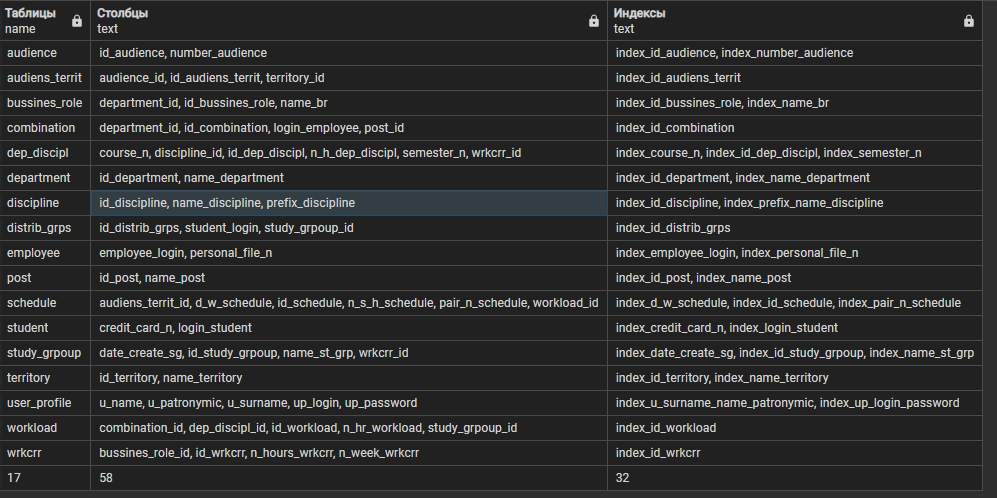 Таблицы Столбцы Индексы
name text text
audience id_audience, number_audience index_id_audience, index_number_audience
audiens_territ audience_id, id_audiens_territ, territory_id index_id_audiens_territ
bussines_role department_id, id_bussines_role, name_br index_id_bussines_role, index_name_br
combination department_id, id_combination, login_employee, post_id index_id_combination
dep_discipl course_n, discipline_id, id_dep_discipl, n_h_dep_discipl, semester_n, wrkcrr_id index_course_n, index_id_dep_discipl, index_semester_n
department id_department, name_department index_id_department, index_name_department
discipline id_discipline, name_discipline, prefix_discipline index_id_discipline, index_prefix_name_discipline
distrib_grps id_distrib_grps, student_login, study_grpoup_id index_id_distrib_grps
employee employee_login, personal_file_n index_employee_login, index_personal_file_n
post id_post, name_post index_id_post, index_name_post
schedule audiens_territ_id, d_w_schedule, id_schedule, n_s_h_schedule, pair_n_schedule, workload_id index_d_w_schedule, index_id_schedule, index_pair_n_schedule
student credit_card_n, login_student index_credit_card_n, index_login_student
study_grpoup date_create_sg, id_study_grpoup, name_st_grp, wrkcrr_id index_date_create_sg, index_id_study_grpoup, index_name_st_grp
territory id_territory, name_territory index_id_territory, index_name_territory
user_profile u_name, u_patronymic, u_surname, up_login, up_password index_u_surname_name_patronymic, index_up_login_password
workload combination_id, dep_discipl_id, id_workload, n_hr_workload, study_grpoup_id index_id_workload
wrkcrr bussines_role_id, id_wrkcrr, n_hours_wrkcrr, n_week_wrkcrr index_id_wrkcrr
17 58 32